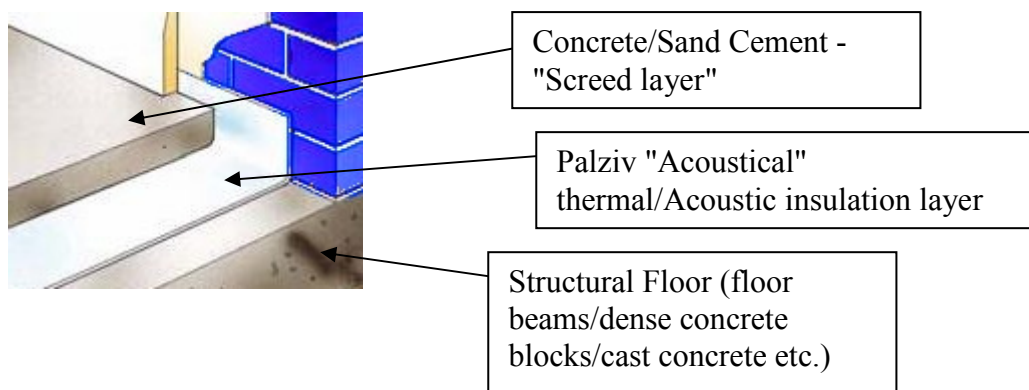 Concrete/Sand Cement -
"Screed layer"
Palziv "Acoustical"
thermal/Acoustic insulation layer
Structural Floor (floor
beams/dense concrete
blocks/cast concrete etc.)